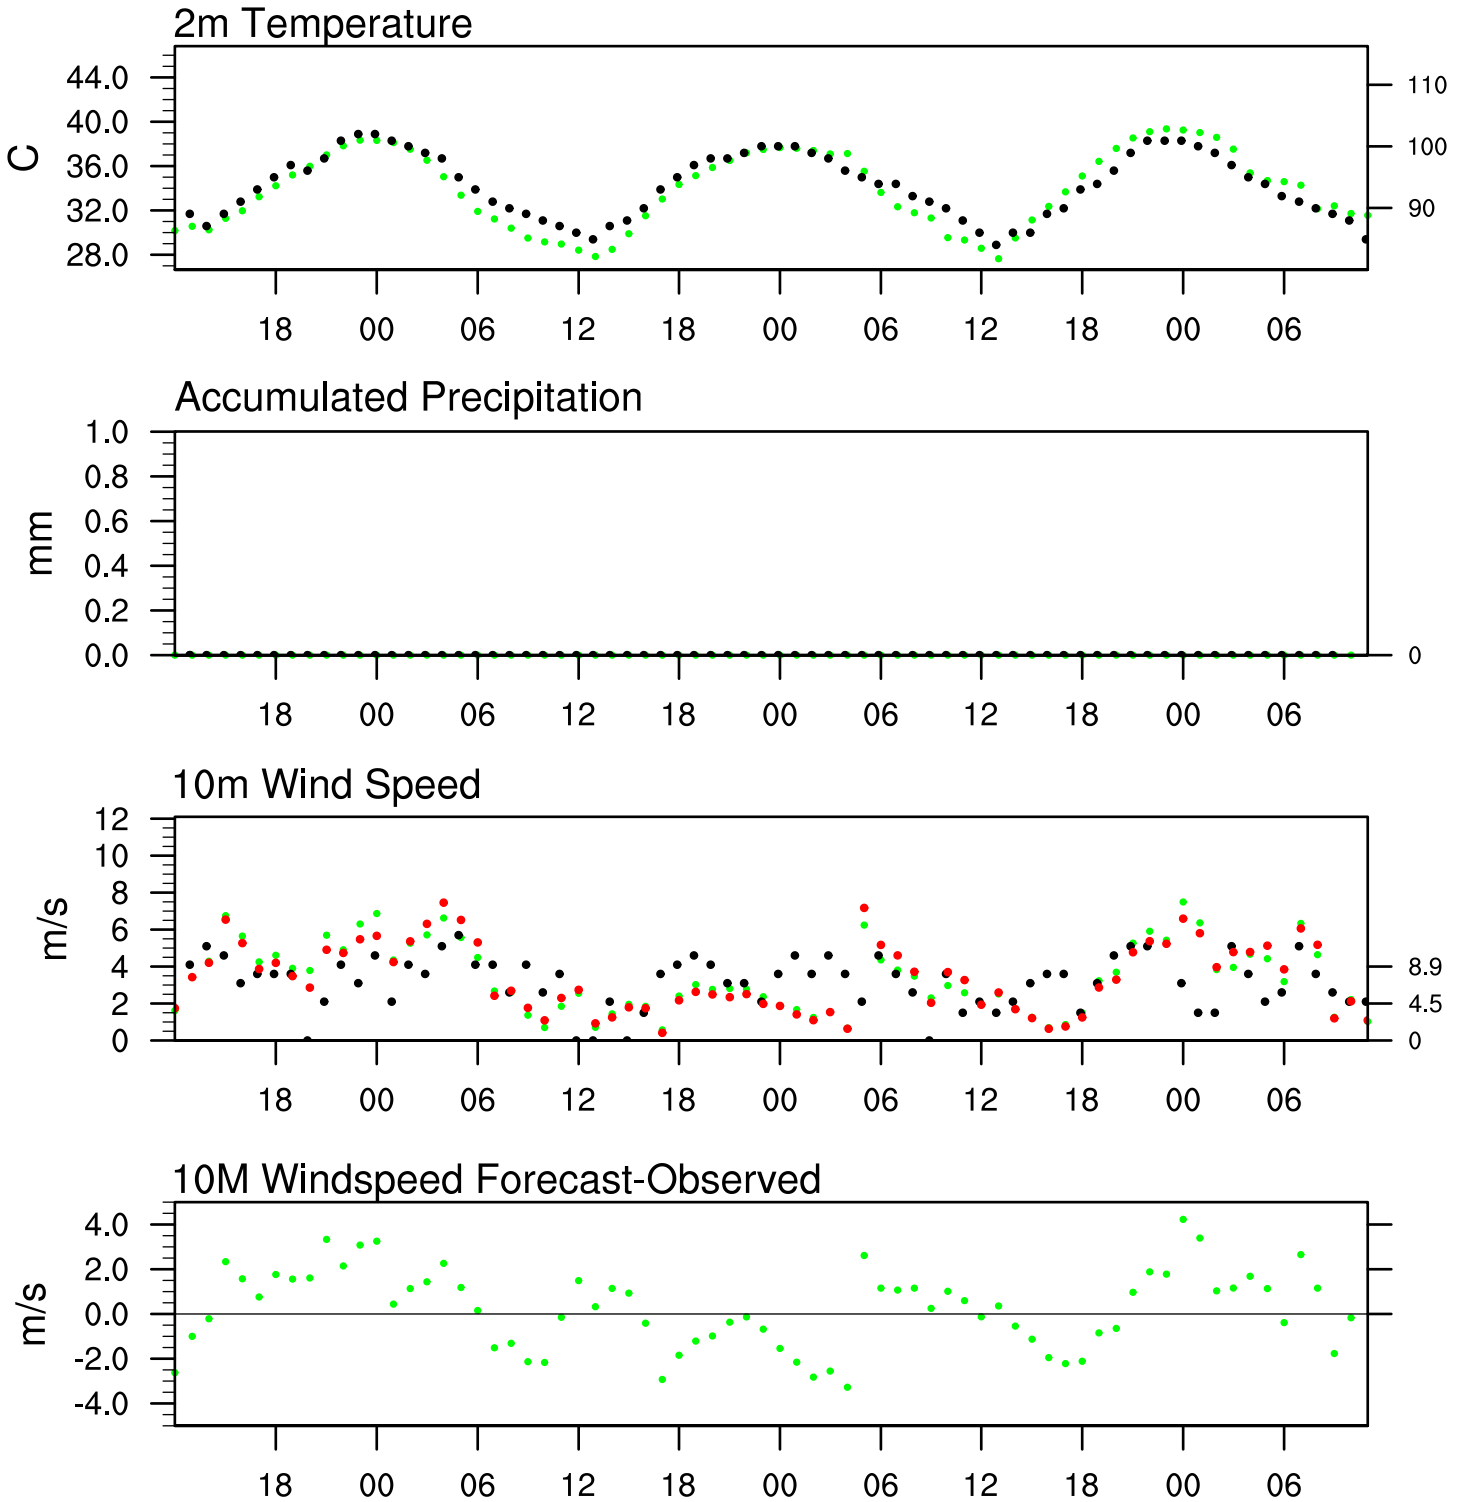 2m Temperature
44.0
40.0
36.0
32.0
28.0
C
110
100
90
18 00 06 12 18 00 06 12 18 00 06
Accumulated Precipitation
1.0
0.8
0.6
0.4
0.2
0.0
mm
0
18 00 06 12 18 00 06 12 18 00 06
10m Wind Speed
12
10
8
6
4
2
0
m/s
8.9
4.5
0
18 00 06 12 18 00 06 12 18 00 06
10M Windspeed Forecast-Observed
4.0
2.0
0.0
-2.0
-4.0
m/s
18 00 06 12 18 00 06 12 18 00 06